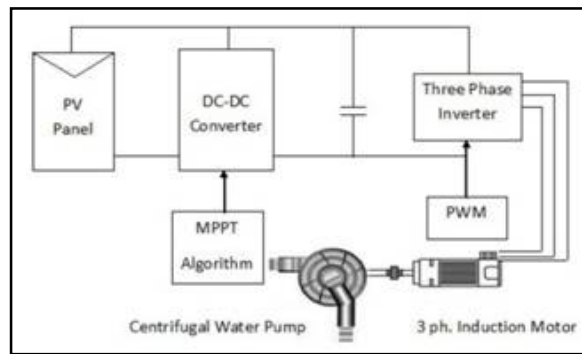 PV
Panel
DC-DC
Converter
Three Phase
Inverter
MPPT
Algorithm
PWM
Centrifugal Water Pump
3 ph. Induction Motor